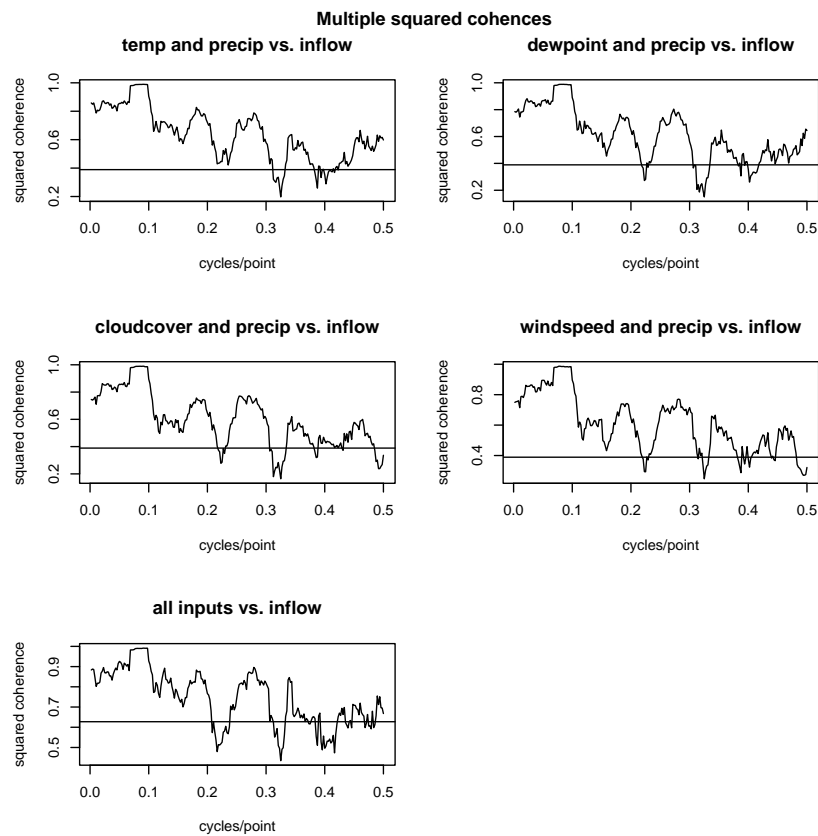 Multiple squared cohences
temp and precip vs. inflow
squared coherence
0.2 0.6 1.0
0.0 0.1 0.2 0.3 0.4 0.5
cycles/point
dewpoint and precip vs. inflow
squared coherence
0.2 0.6 1.0
0.0 0.1 0.2 0.3 0.4 0.5
cycles/point
cloudcover and precip vs. inflow
squared coherence
0.2 0.6 1.0
0.0 0.1 0.2 0.3 0.4 0.5
cycles/point
windspeed and precip vs. inflow
squared coherence
0.4 0.8
0.0 0.1 0.2 0.3 0.4 0.5
cycles/point
all inputs vs. inflow
squared coherence
0.5 0.7 0.9
0.0 0.1 0.2 0.3 0.4 0.5
cycles/point